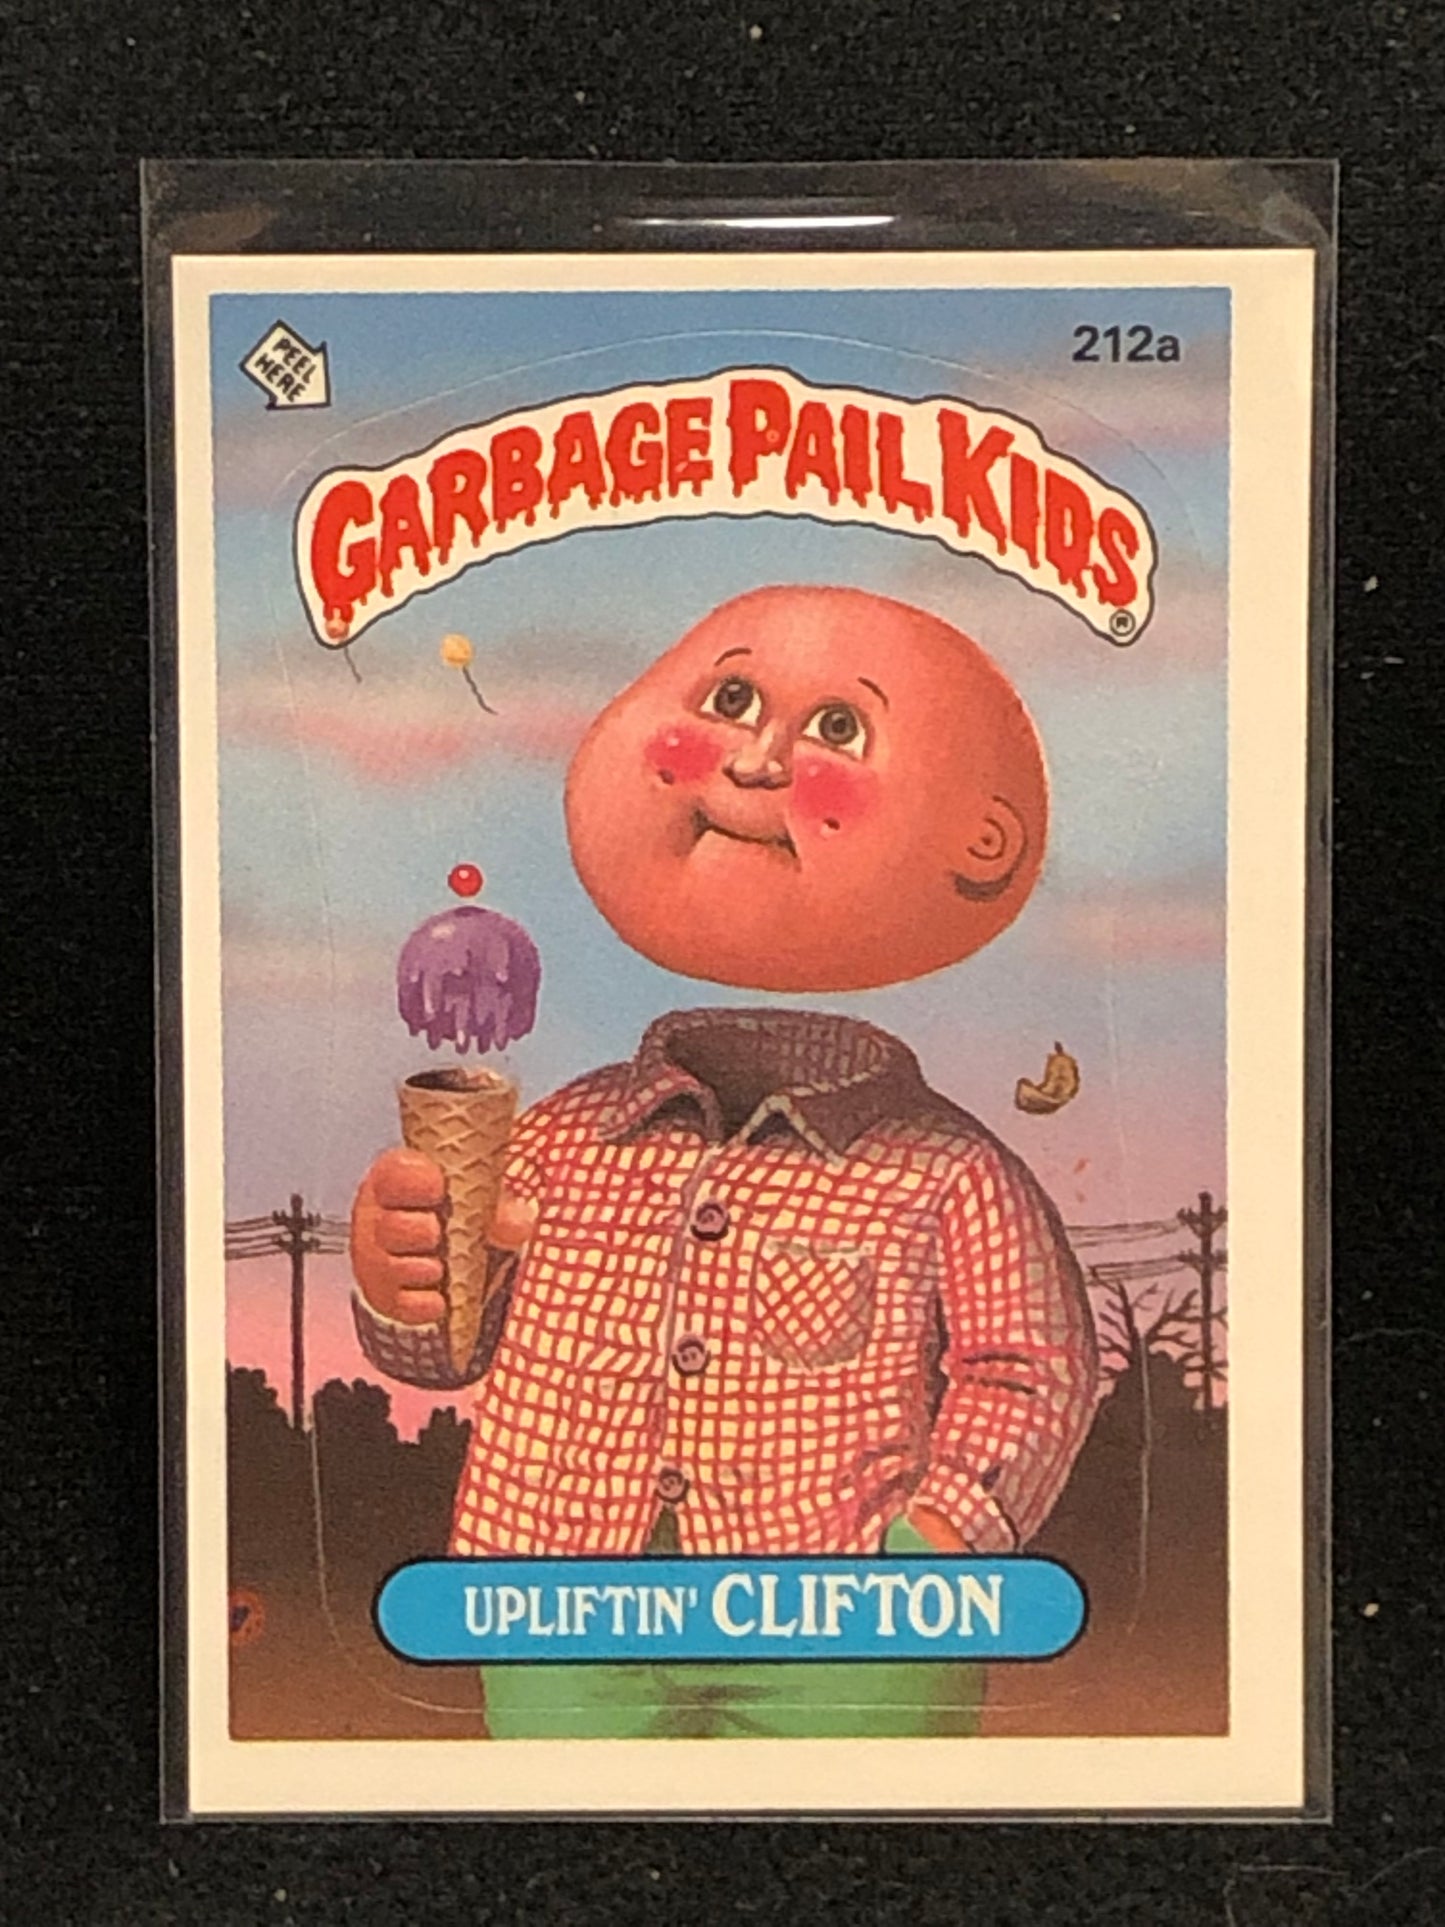 PEEL
HERE
212a
GARBAGE PAIL KIDS
®
UPLIFTIN' CLIFTON